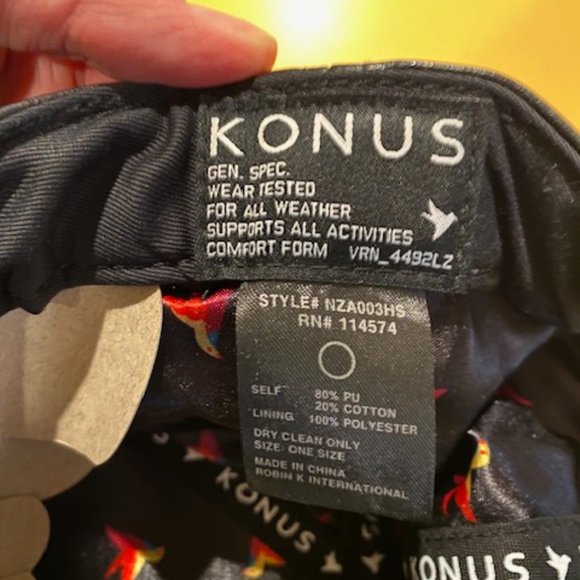 KONUS
GEN. SPEC.
WEAR TESTED
FOR ALL WEATHER
SUPPORTS ALL ACTIVITIES
COMFORT FORM VRN_4492LZ
STYLE# NZA003HS
RN# 114574
SELF 80% PU
20% COTTON
LINING 100% POLYESTER
DRY CLEAN ONLY
SIZE: ONE SIZE
MADE IN CHINA
ROBIN K INTERNATIONAL
KONUS
KONUS